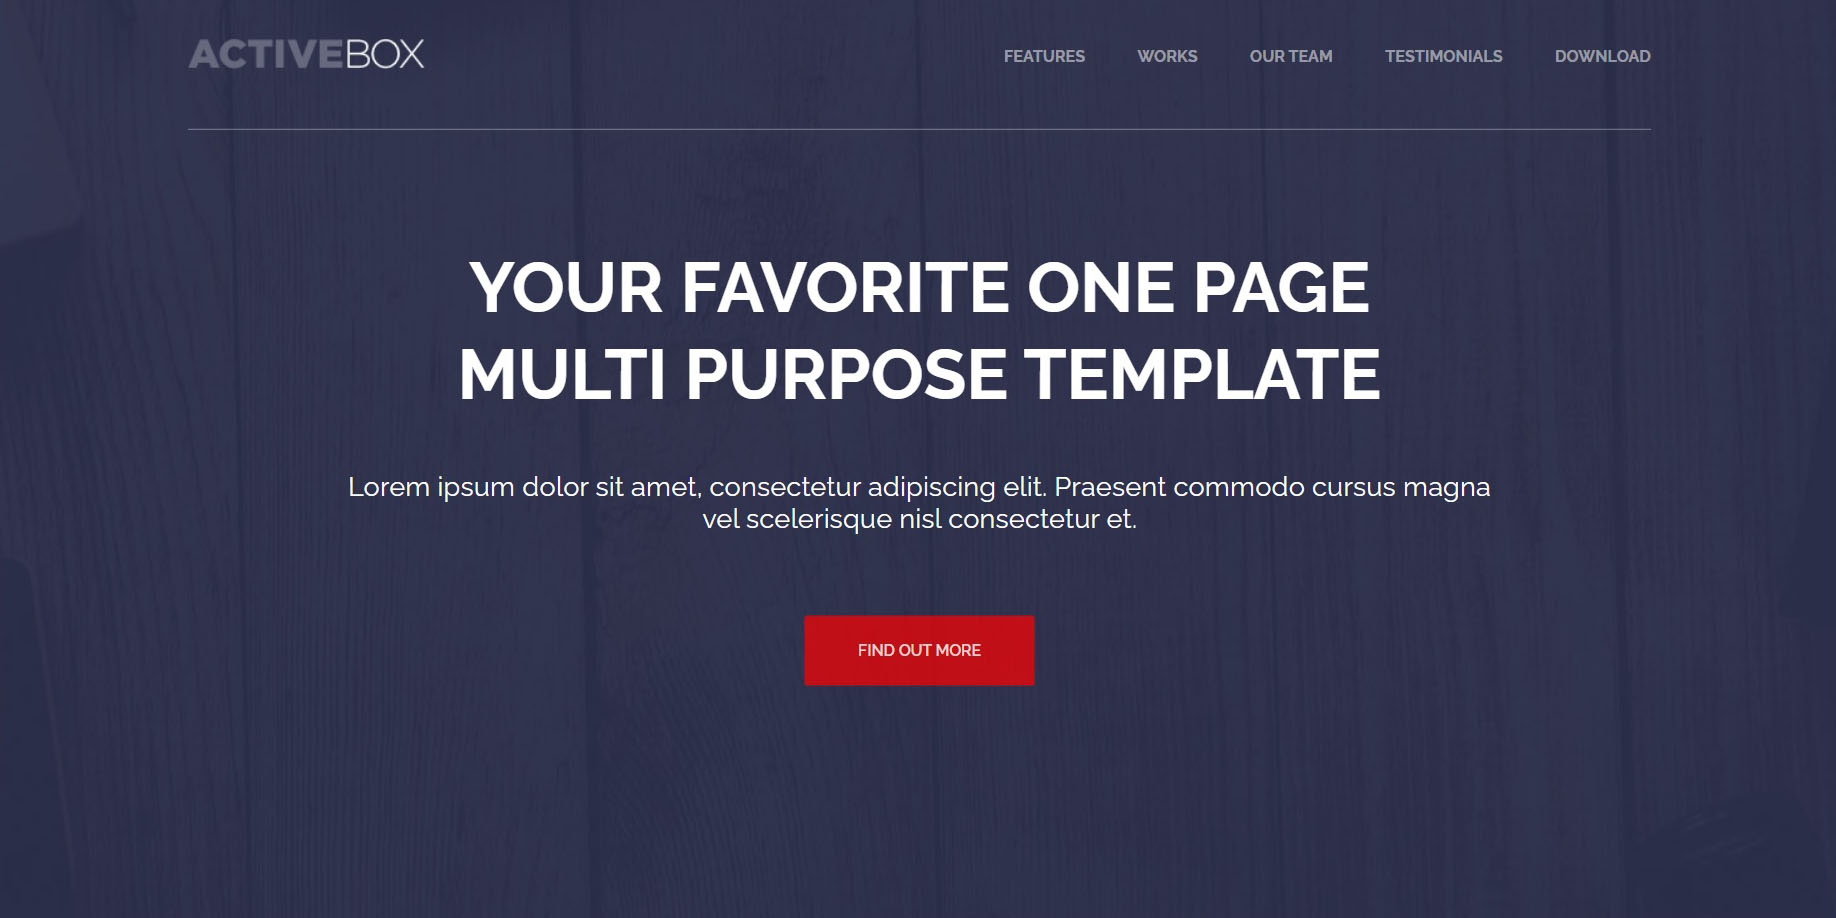 ACTIVEBOX
FEATURES WORKS OUR TEAM TESTIMONIALS DOWNLOAD
YOUR FAVORITE ONE PAGE
MULTI PURPOSE TEMPLATE
Lorem ipsum dolor sit amet, consectetur adipiscing elit. Praesent commodo cursus magna
vel scelerisque nisl consectetur et.
FIND OUT MORE